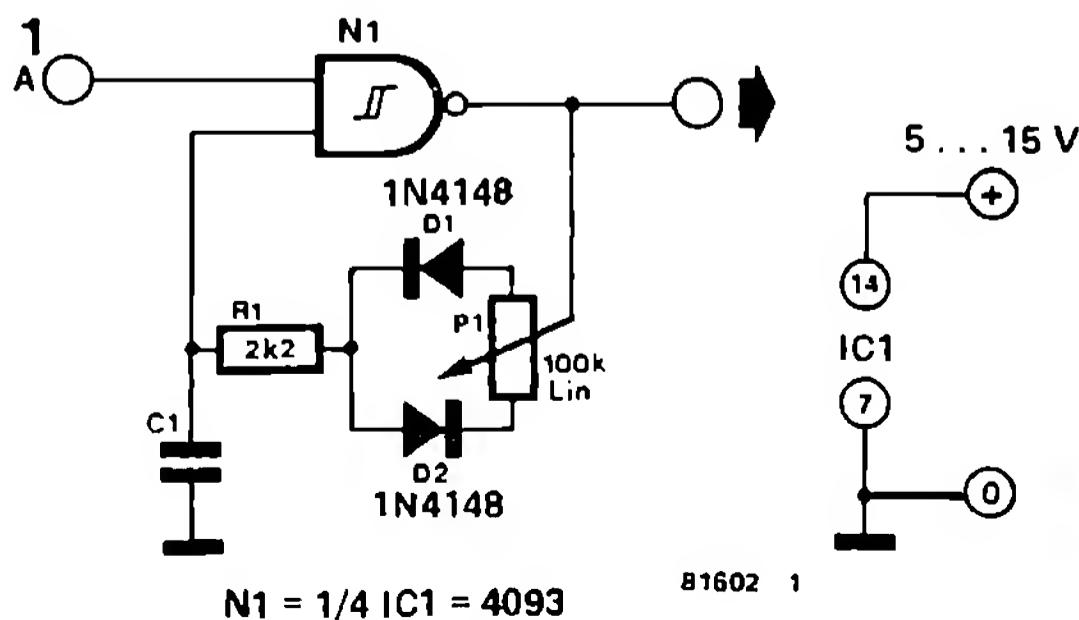 1
A
N1
5 . . . 15 V
+
1N4148
D1
14
R1
2k2
P1
100k
Lin
IC1
7
C1
D2
1N4148
0
81602 1
N1 = 1/4 IC1 = 4093